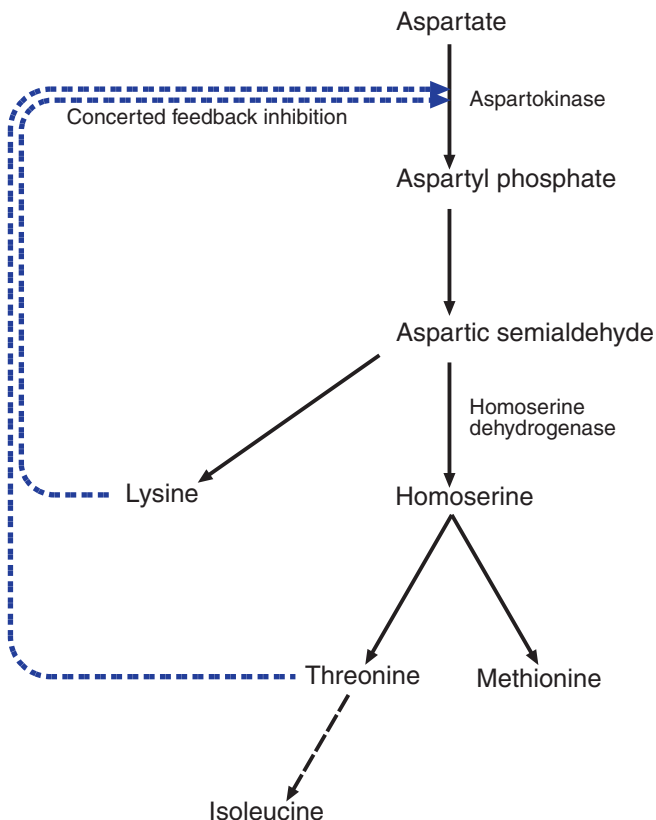 Aspartate
Aspartokinase
Concerted feedback inhibition
Aspartyl phosphate
Aspartic semialdehyde
Homoserine
dehydrogenase
Lysine
Homoserine
Threonine
Methionine
Isoleucine